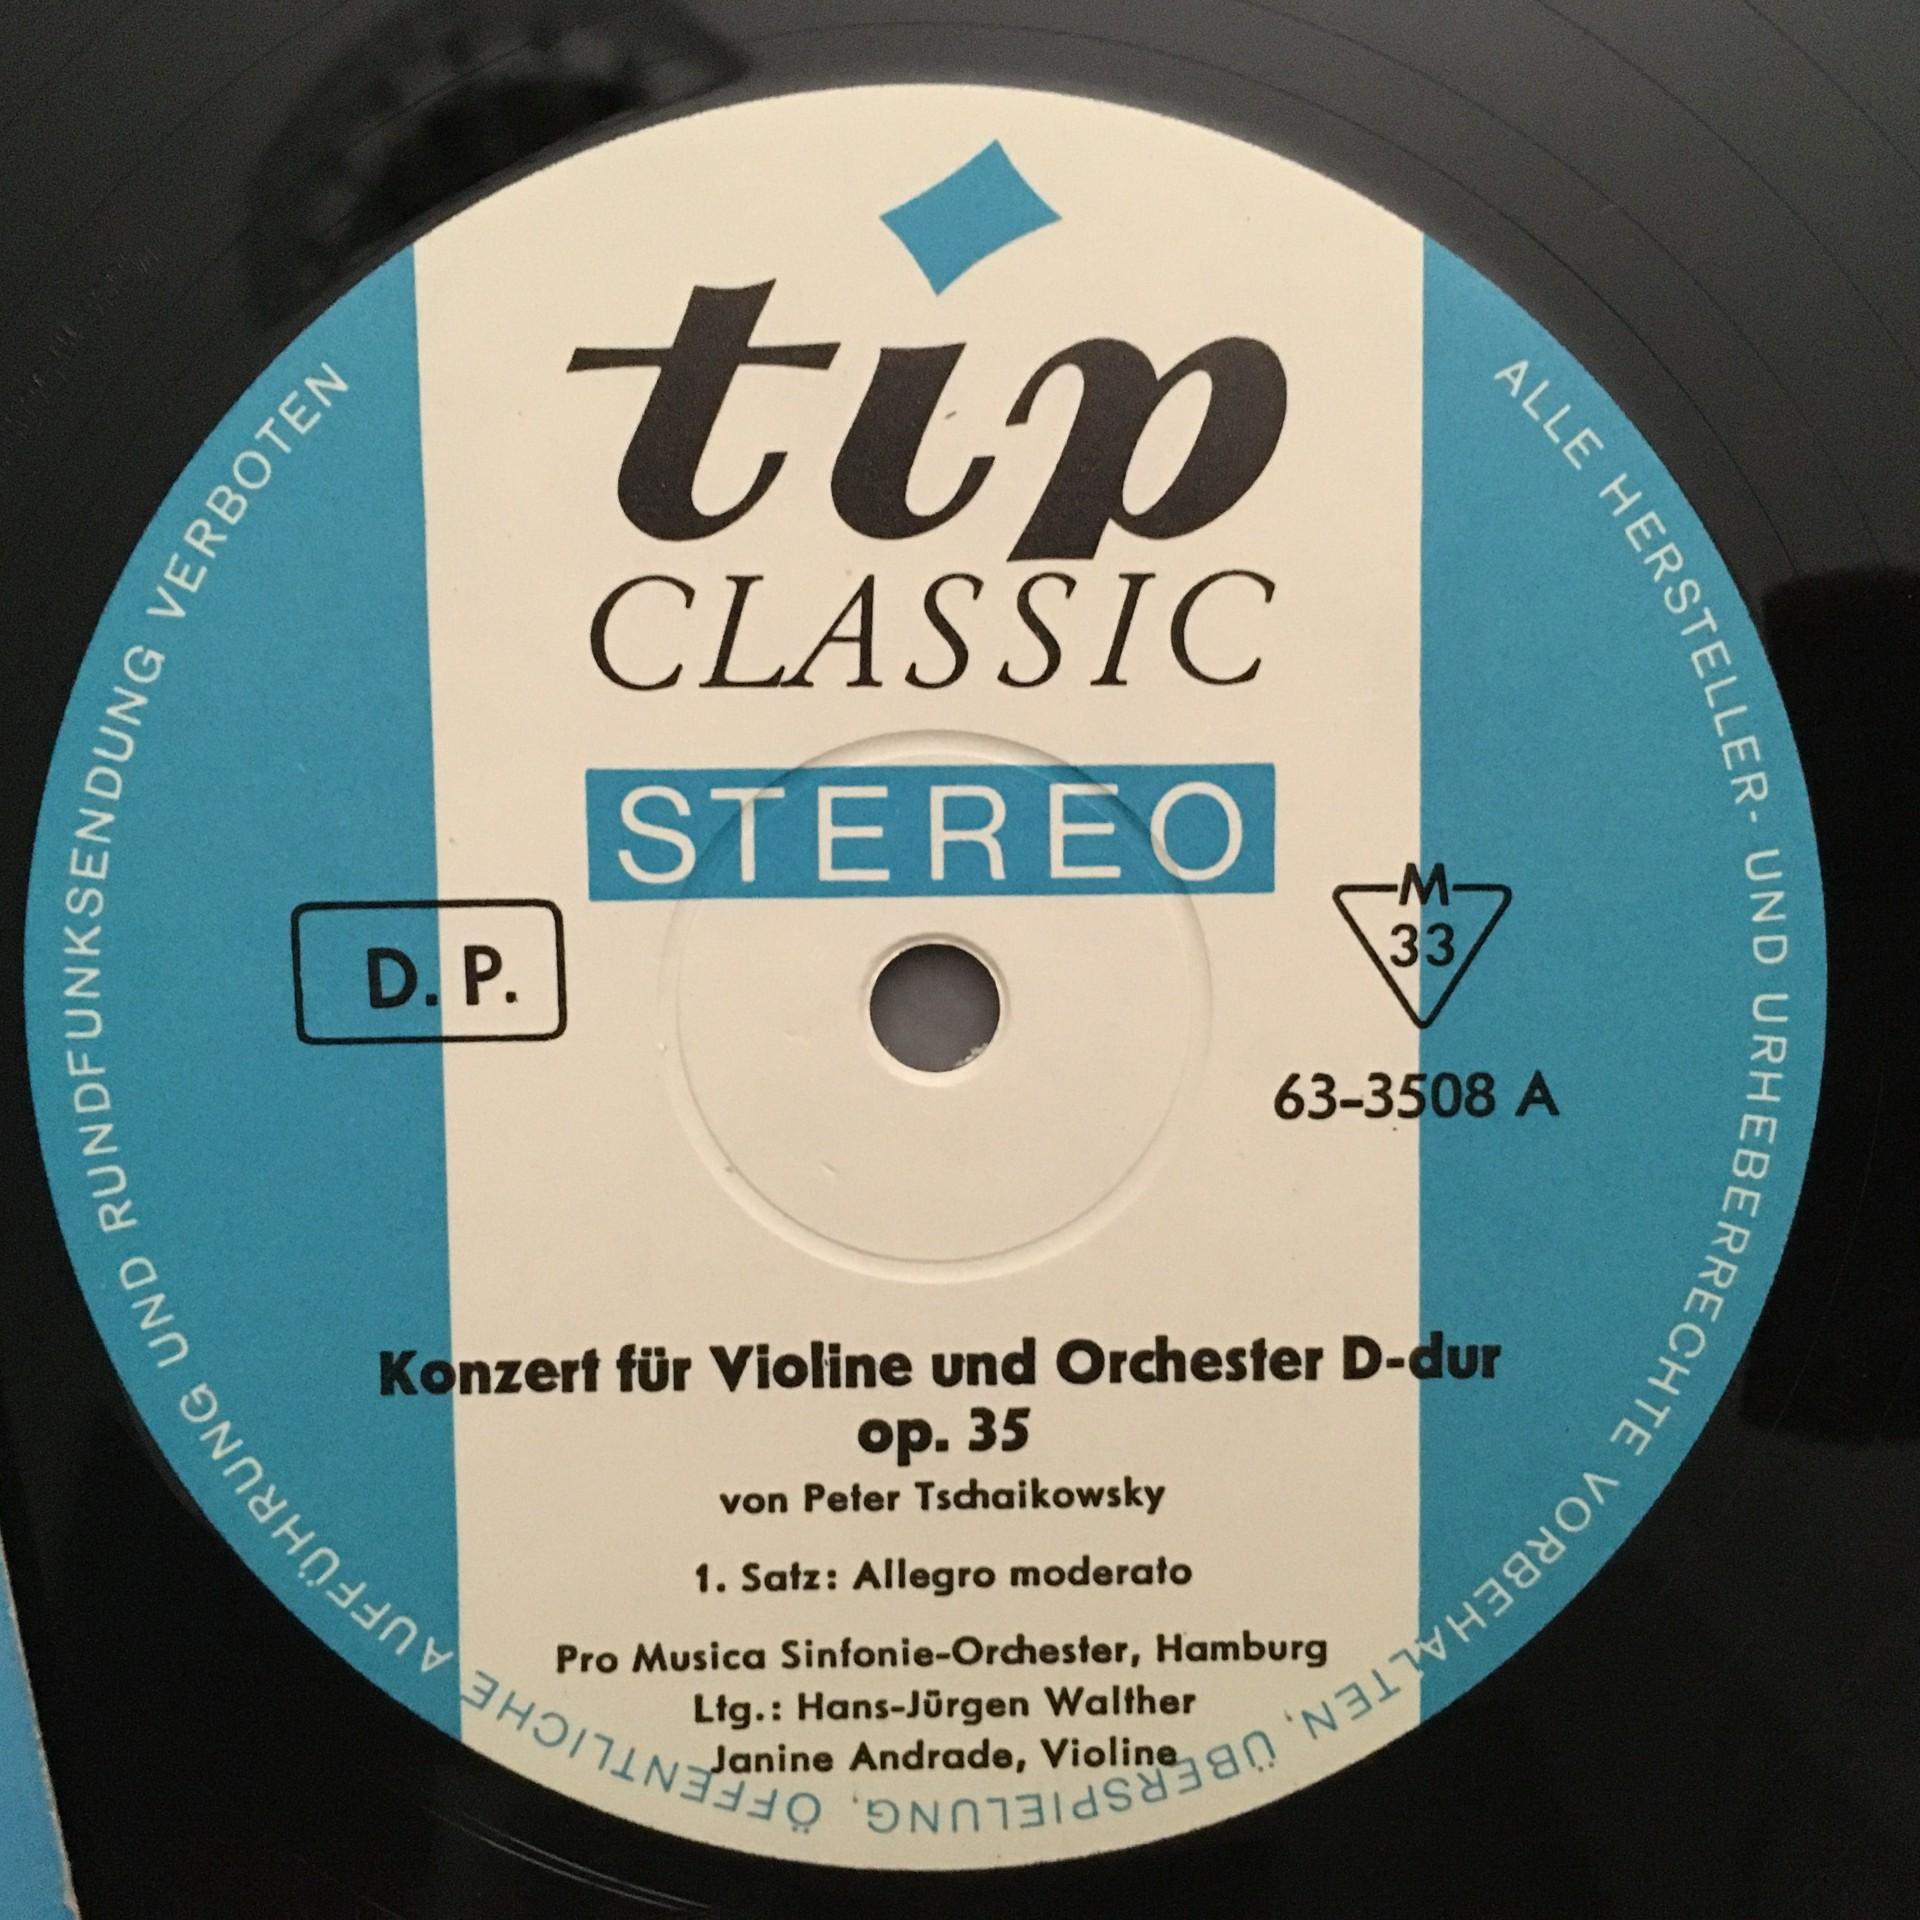 tip
CLASSIC
STEREO
D. P.
M
33
63-3508 A
Konzert für Violine und Orchester D-dur
op. 35
von Peter Tschaikowsky
1. Satz: Allegro moderato
Pro Musica Sinfonie-Orchester, Hamburg
Ltg.: Hans-Jürgen Walther
Janine Andrade, Violine
ALLE HERSTELLER- UND URHEBERRECHTE VORBEHALTEN, ÜBERSPIELUNG, ÖFFENTLICHE AUFFÜHRUNG UND RUNDFUNKSENDUNG VERBOTEN